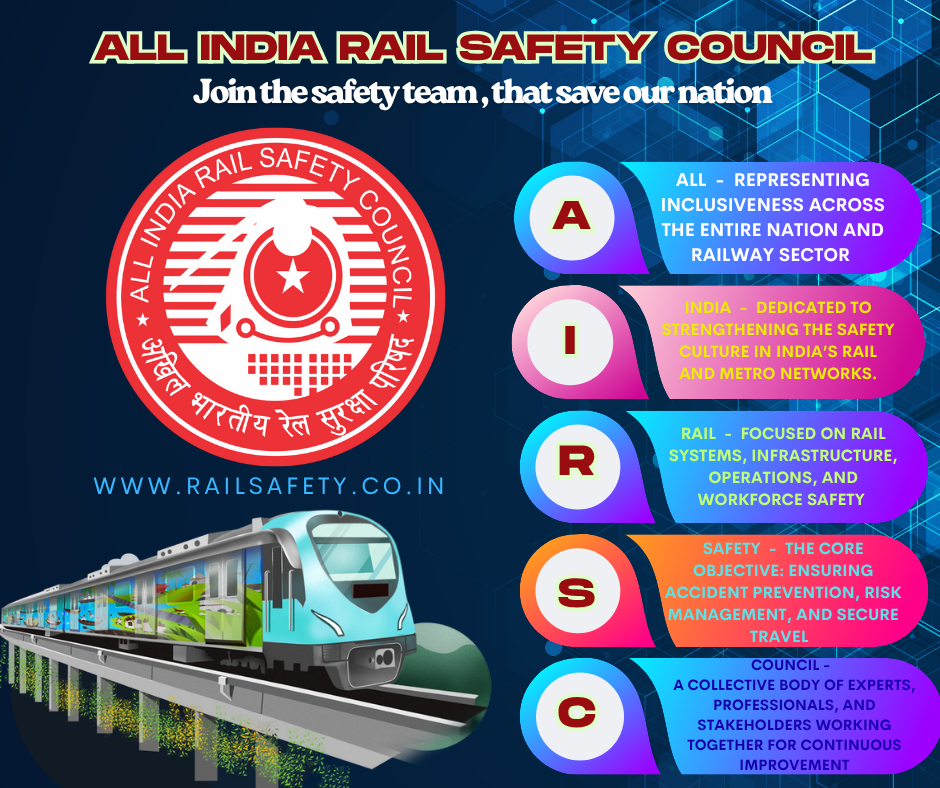 ALL INDIA RAIL SAFETY COUNCIL
Join the safety team , that save our nation
ALL INDIA RAIL SAFETY COUNCIL
अखिल भारतीय रेल सुरक्षा परिषद
WWW.RAILSAFETY.CO.IN
A
ALL - REPRESENTING
INCLUSIVENESS ACROSS
THE ENTIRE NATION AND
RAILWAY SECTOR
I
INDIA - DEDICATED TO
STRENGTHENING THE SAFETY
CULTURE IN INDIA'S RAIL
AND METRO NETWORKS.
R
RAIL - FOCUSED ON RAIL
SYSTEMS, INFRASTRUCTURE,
OPERATIONS, AND
WORKFORCE SAFETY
S
SAFETY - THE CORE
OBJECTIVE: ENSURING
ACCIDENT PREVENTION, RISK
MANAGEMENT, AND SECURE
TRAVEL
C
COUNCIL -
A COLLECTIVE BODY OF EXPERTS,
PROFESSIONALS, AND
STAKEHOLDERS WORKING
TOGETHER FOR CONTINUOUS
IMPROVEMENT